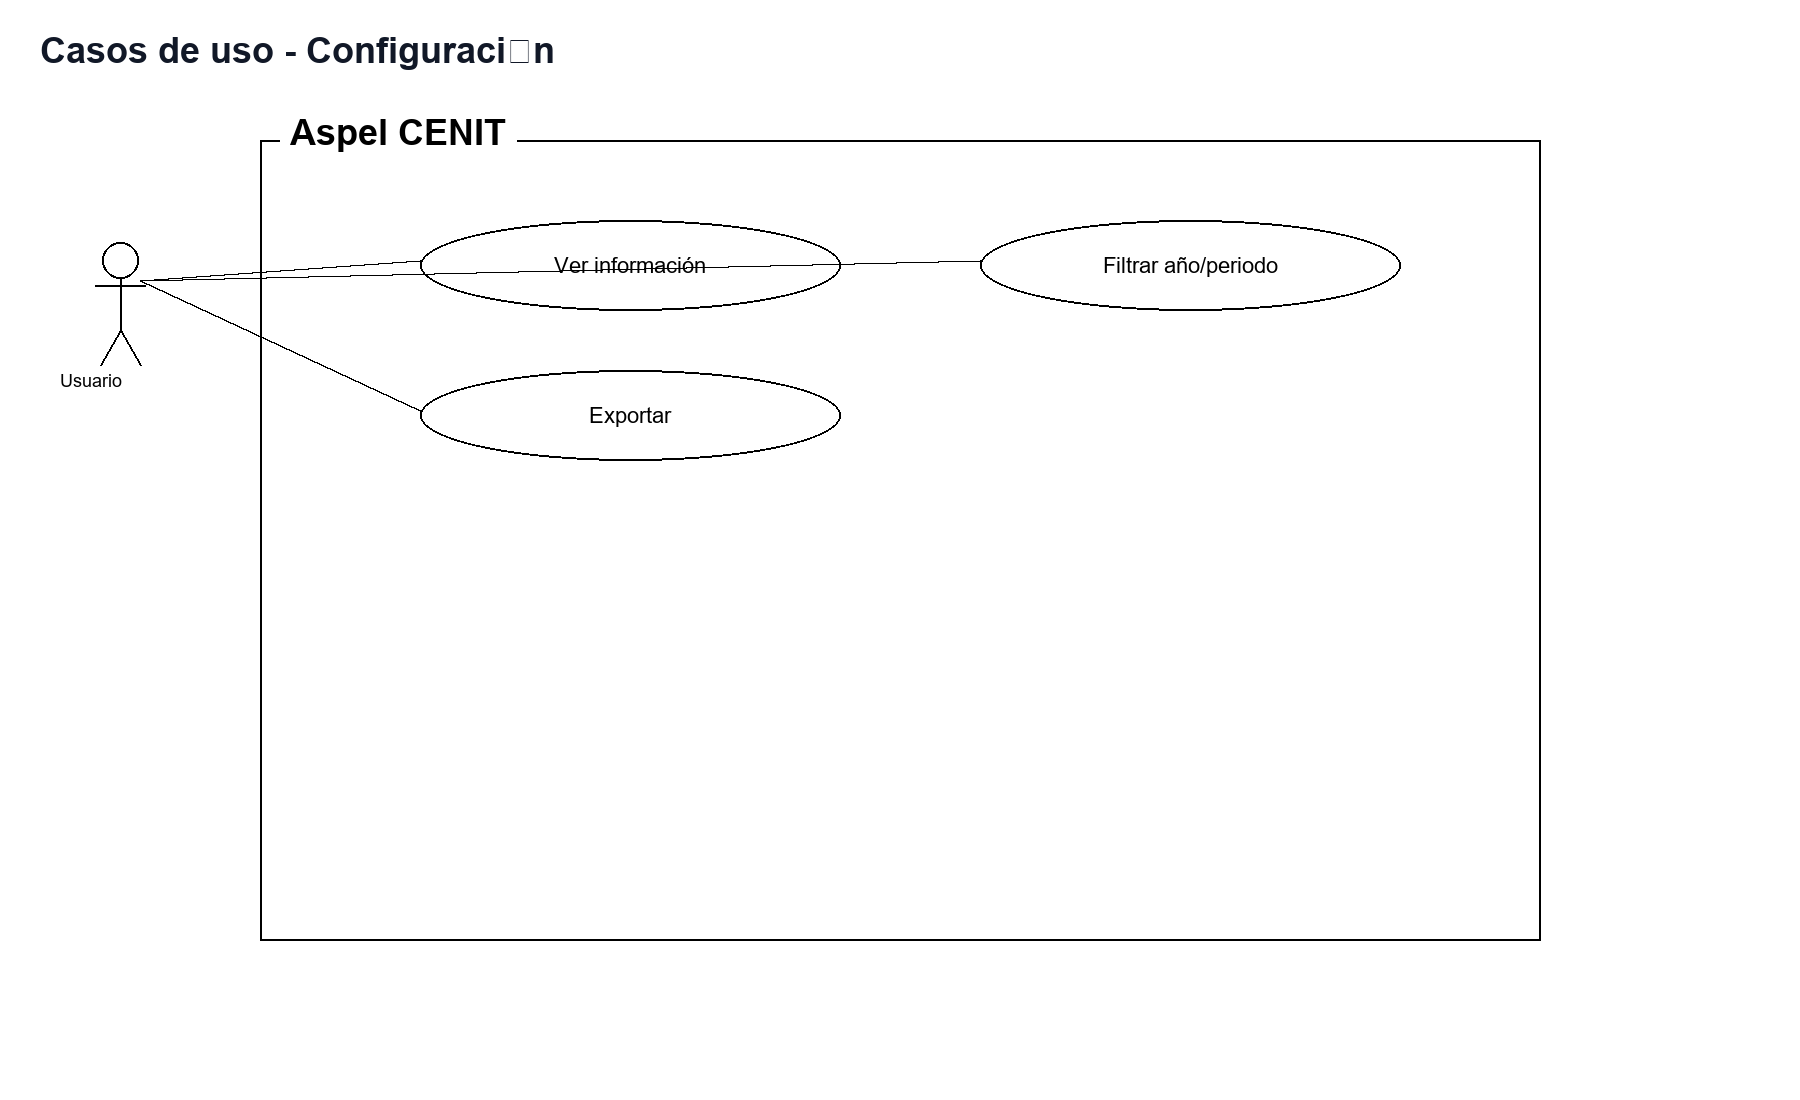 Casos de uso - Configuraci□n
Aspel CENIT
Ver información
Filtrar año/periodo
Usuario
Exportar